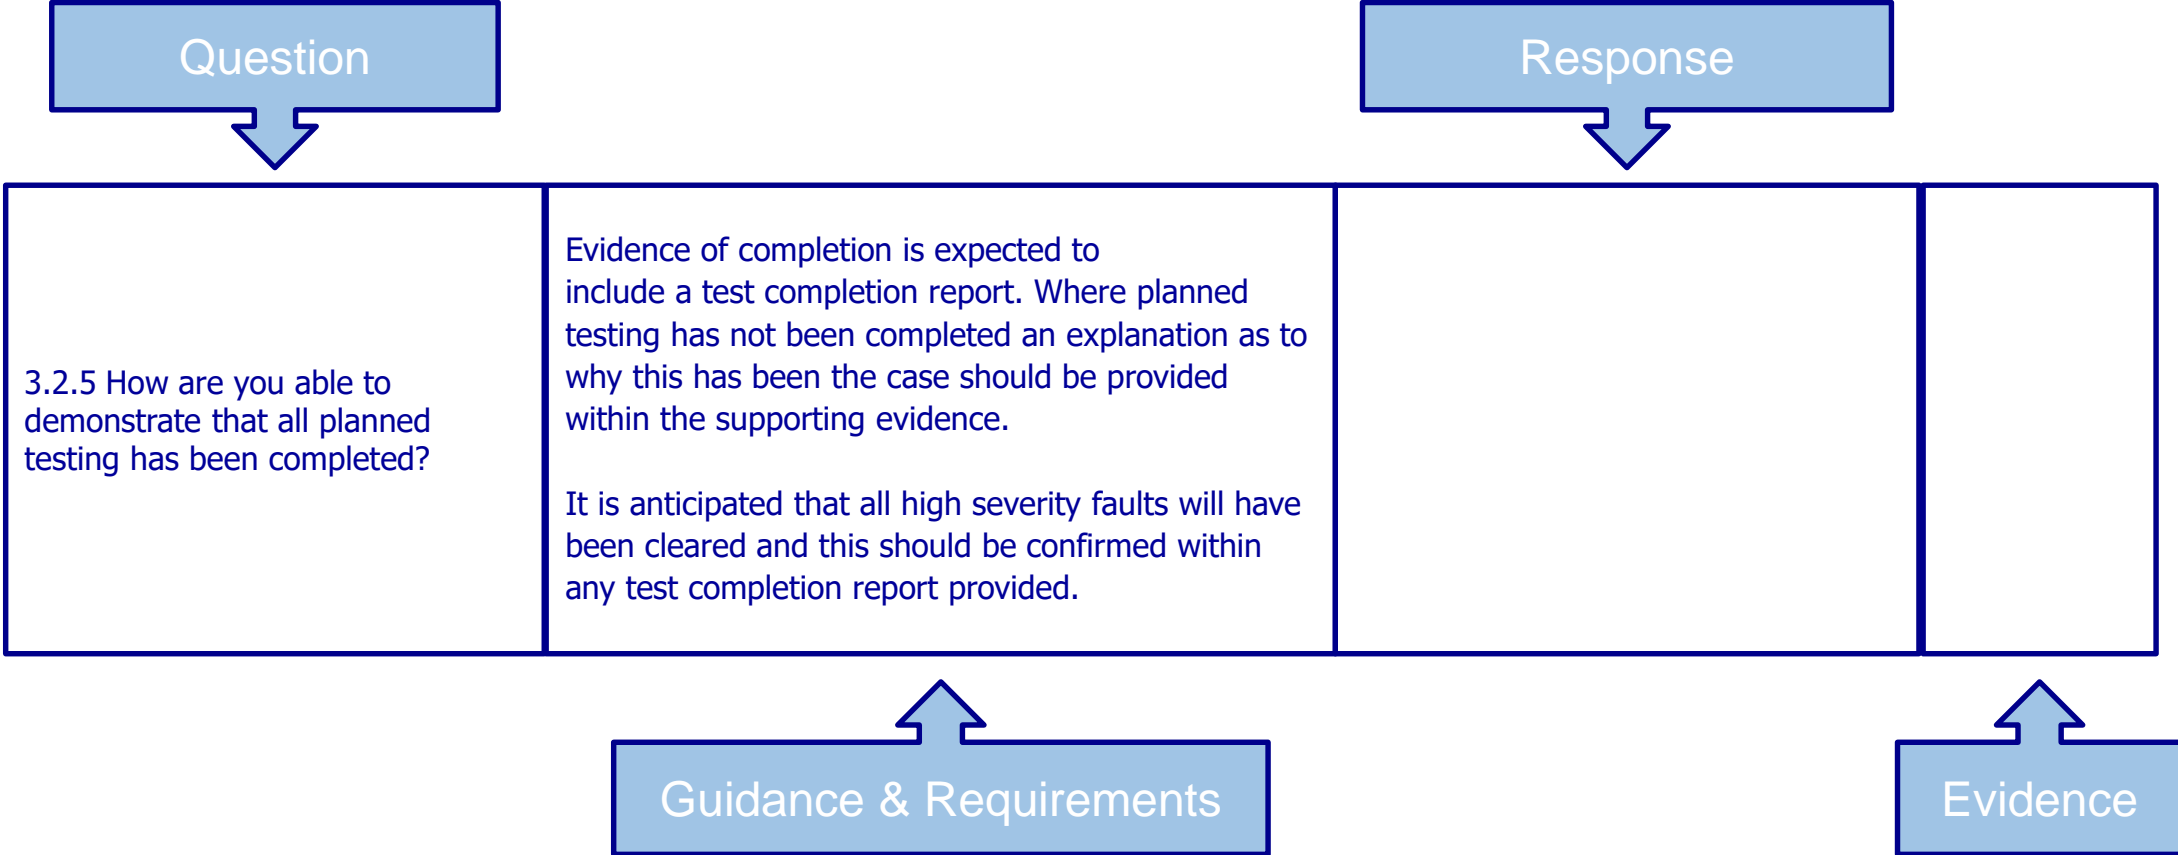 Question
Response
3.2.5 How are you able to
demonstrate that all planned
testing has been completed?
Evidence of completion is expected to
include a test completion report. Where planned
testing has not been completed an explanation as to
why this has been the case should be provided
within the supporting evidence.
It is anticipated that all high severity faults will have
been cleared and this should be confirmed within
any test completion report provided.
Guidance & Requirements
Evidence